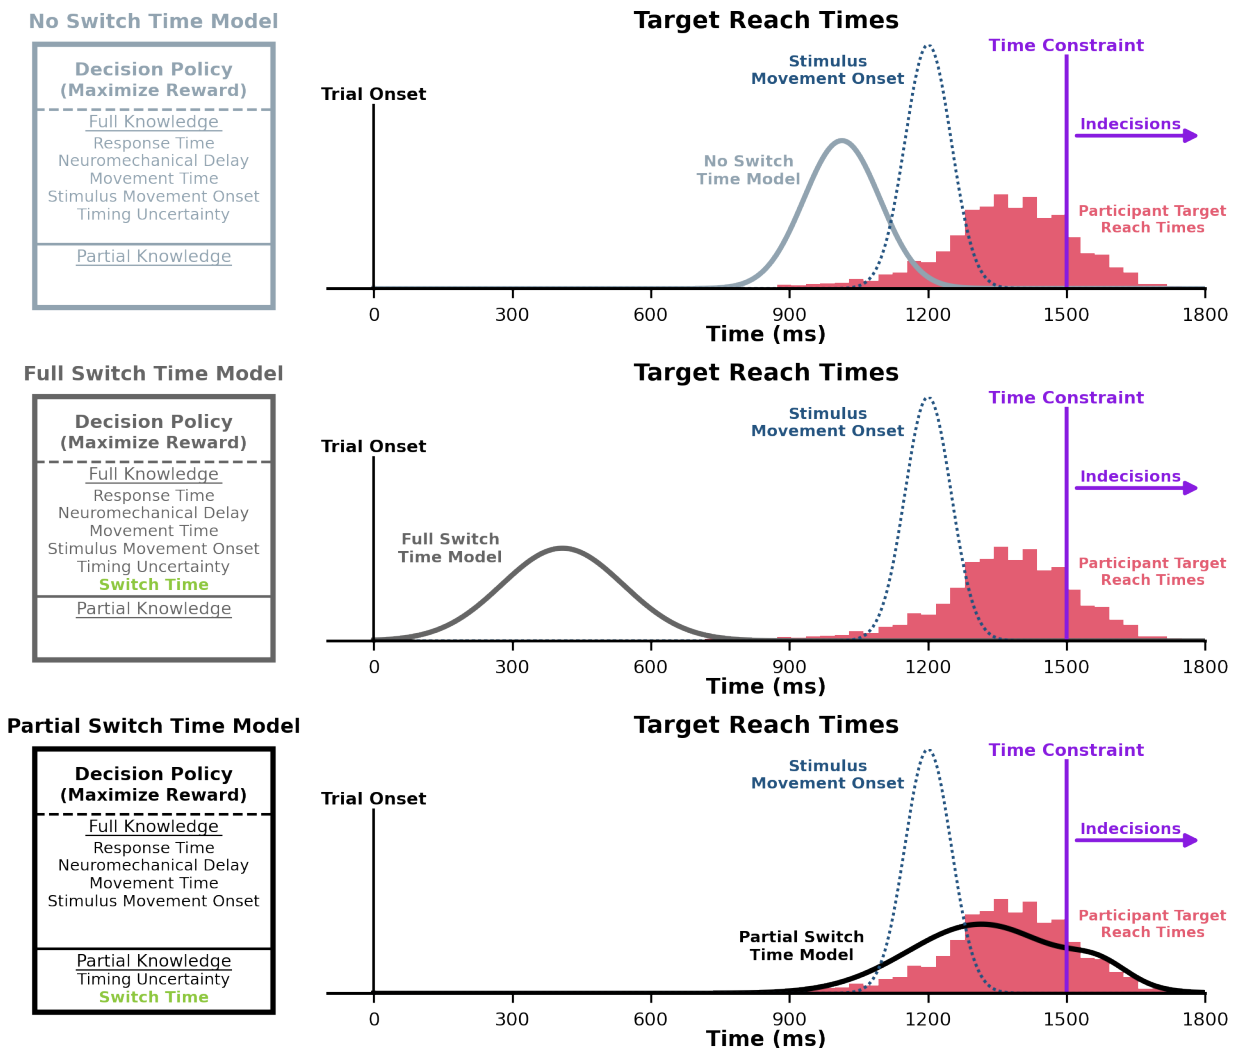 No Switch Time Model
Decision Policy
(Maximize Reward)
Full Knowledge
Response Time
Neuromechanical Delay
Movement Time
Stimulus Movement Onset
Timing Uncertainty
Partial Knowledge
Target Reach Times
Trial Onset
Stimulus
Movement Onset
Time Constraint
Indecisions
No Switch
Time Model
Participant Target
Reach Times
0 300 600 900 1200 1500 1800
Time (ms)
Full Switch Time Model
Decision Policy
(Maximize Reward)
Full Knowledge
Response Time
Neuromechanical Delay
Movement Time
Stimulus Movement Onset
Timing Uncertainty
Switch Time
Partial Knowledge
Target Reach Times
Trial Onset
Stimulus
Movement Onset
Time Constraint
Indecisions
Full Switch
Time Model
Participant Target
Reach Times
0 300 600 900 1200 1500 1800
Time (ms)
Partial Switch Time Model
Decision Policy
(Maximize Reward)
Full Knowledge
Response Time
Neuromechanical Delay
Movement Time
Stimulus Movement Onset
Partial Knowledge
Timing Uncertainty
Switch Time
Target Reach Times
Trial Onset
Stimulus
Movement Onset
Time Constraint
Indecisions
Partial Switch
Time Model
Participant Target
Reach Times
0 300 600 900 1200 1500 1800
Time (ms)